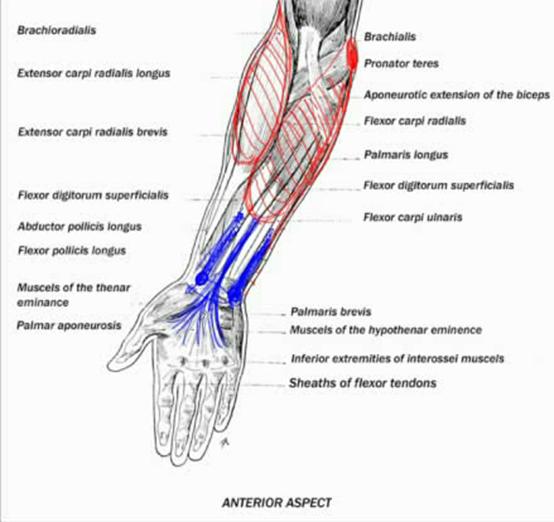 Brachioradialis
Extensor carpi radialis longus
Extensor carpi radialis brevis
Flexor digitorum superficialis
Abductor pollicis longus
Flexor pollicis longus
Muscels of the thenar
eminance
Palmar aponeurosis
Brachialis
Pronator teres
Aponeurotic extension of the biceps
Flexor carpi radialis
Palmaris longus
Flexor digitorum superficialis
Flexor carpi ulnaris
Palmaris brevis
Muscels of the hypothenar eminence
Inferior extremities of interossei muscels
Sheaths of flexor tendons
ANTERIOR ASPECT